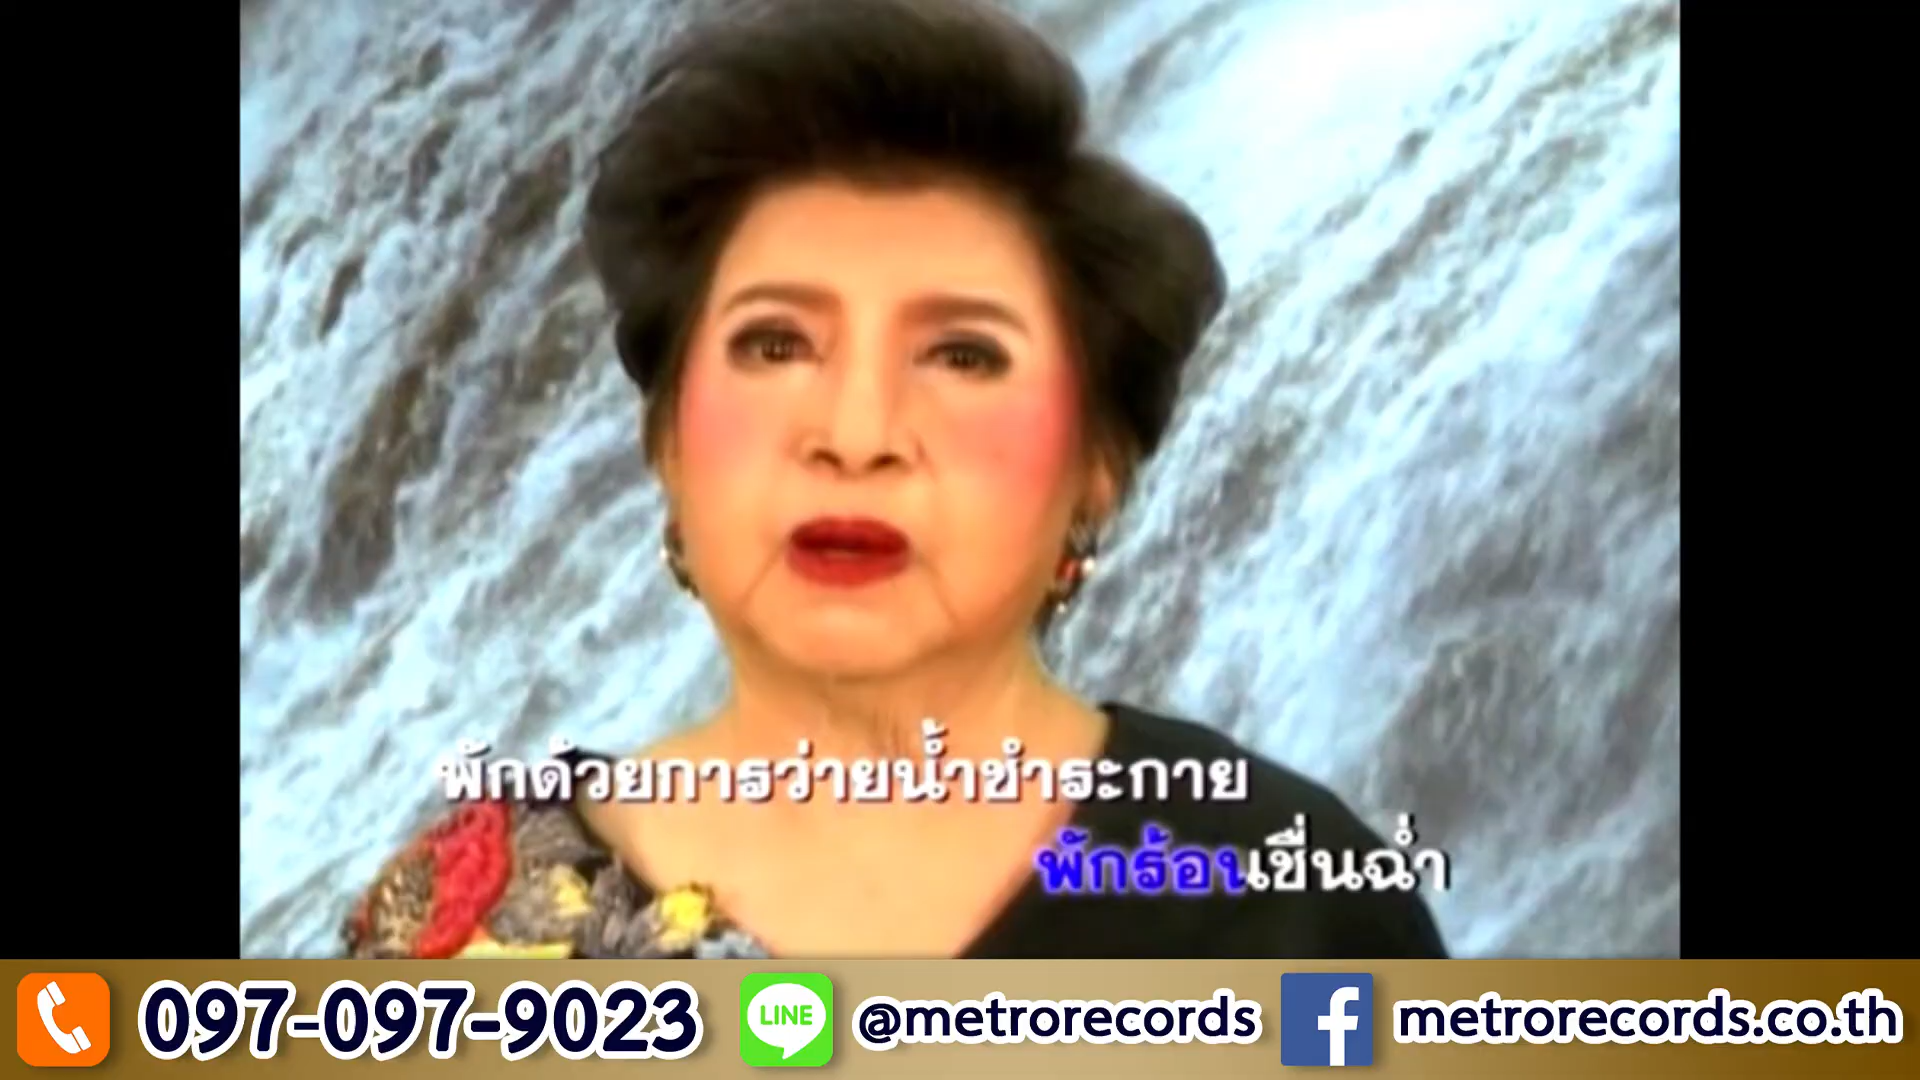 พักด้วยการว่ายน้ำชำระกาย
พักร้อนเชื่นฉ่ำ
097-097-9023 LINE @metrorecords f metrorecords.co.th